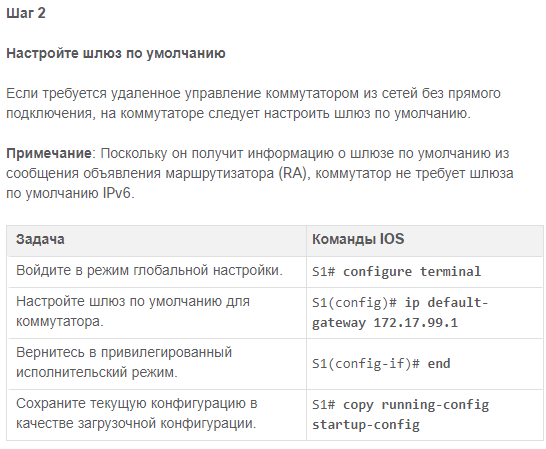 Шаг 2
Настройте шлюз по умолчанию
Если требуется удаленное управление коммутатором из сетей без прямого
подключения, на коммутаторе следует настроить шлюз по умолчанию.
Примечание: Поскольку он получит информацию о шлюзе по умолчанию из
сообщения объявления маршрутизатора (RA), коммутатор не требует шлюза
по умолчанию IPv6.
Задача
Команды IOS
Войдите в режим глобальной настройки.
S1# configure terminal
Настройте шлюз по умолчанию для
коммутатора.
S1(config)# ip default-
gateway 172.17.99.1
Вернитесь в привилегированный
исполнительский режим.
S1(config-if)# end
Сохраните текущую конфигурацию в
качестве загрузочной конфигурации.
S1# copy running-config
startup-config